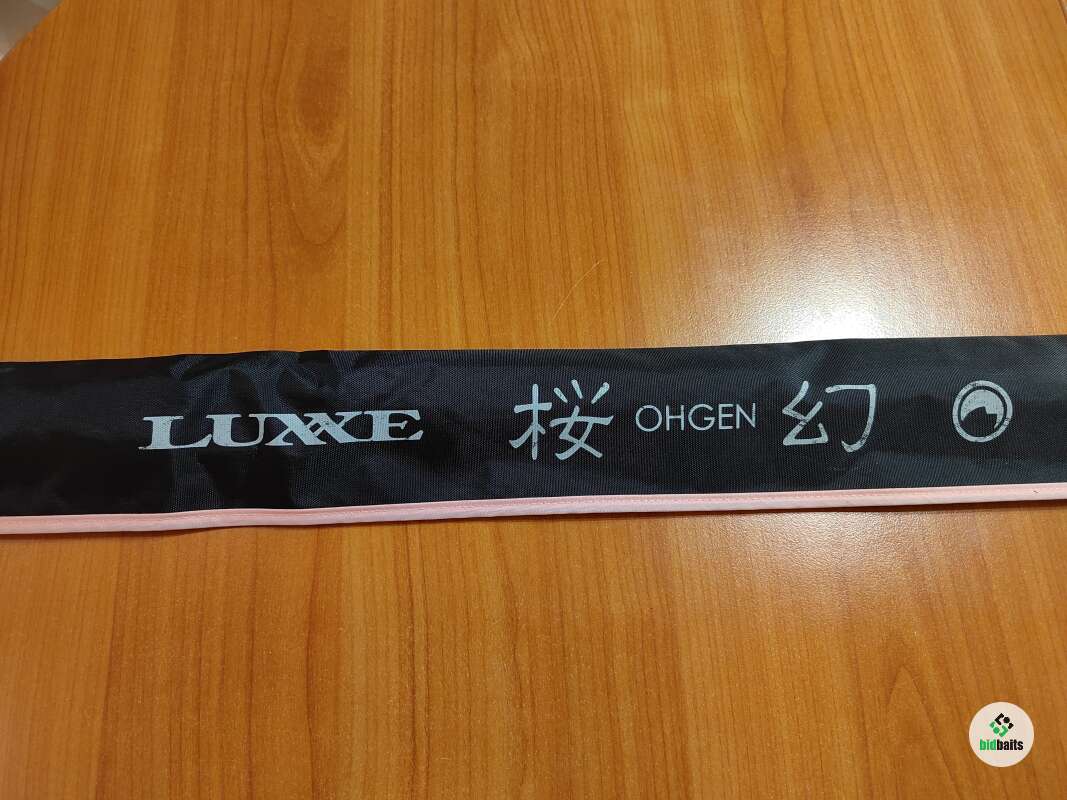 LUXXE 桜 OHGEN 幻
bidbaits